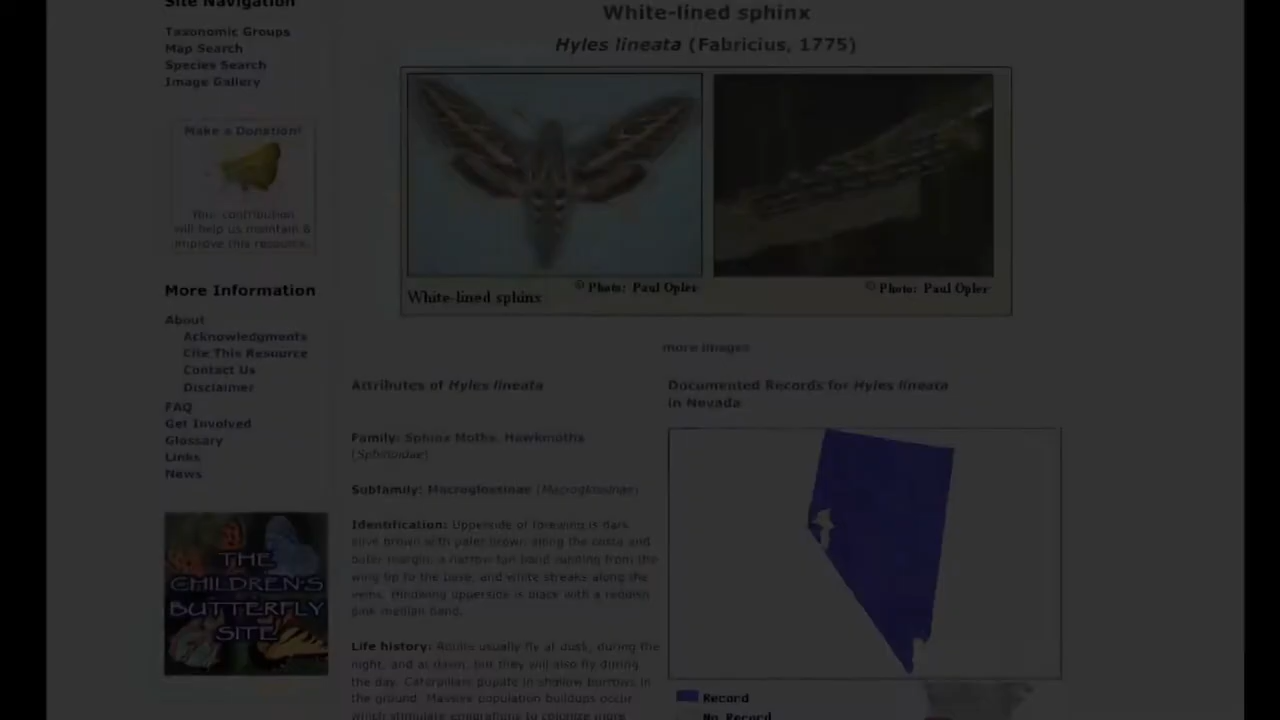 Site Navigation
Taxonomic Groups
Map Search
Species Search
Image Gallery
Make a Donation!
Your contribution
will help us maintain &
improve this resource.
More Information
About
Acknowledgments
Cite This Resource
Contact Us
Disclaimer
FAQ
Get Involved
Glossary
Links
News
THE
CHILDREN'S
BUTTERFLY
SITE
White-lined sphinx
Hyles lineata (Fabricius, 1775)
© Photo: Paul Opler
White-lined sphinx
© Photo: Paul Opler
more images
Attributes of Hyles lineata
Family: Sphinx Moths, Hawkmoths
(Sphingidae)
Subfamily: Macroglossinae (Macroglossinae)
Identification: Upperside of forewing is dark
olive brown with paler brown along the costa and
outer margin, a narrow tan band running from the
wing tip to the base, and white streaks along the
veins. Hindwing upperside is black with a reddish
pink median band.
Life history: Adults usually fly at dusk, during the
night, and at dawn, but they will also fly during
the day. Caterpillars pupate in shallow burrows in
the ground. Massive population buildups occur
which stimulate emigrations to colonize more
Documented Records for Hyles lineata
in Nevada
Record
No Record